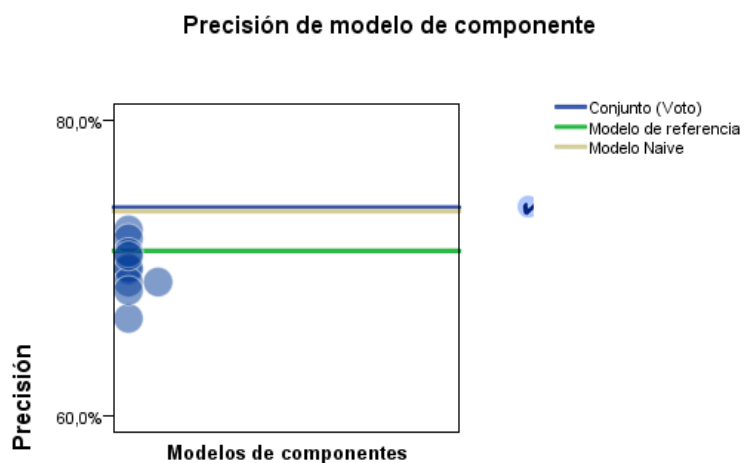 Precisión de modelo de componente
80,0%
60,0%
Precisión
Modelos de componentes
Conjunto (Voto)
Modelo de referencia
Modelo Naive